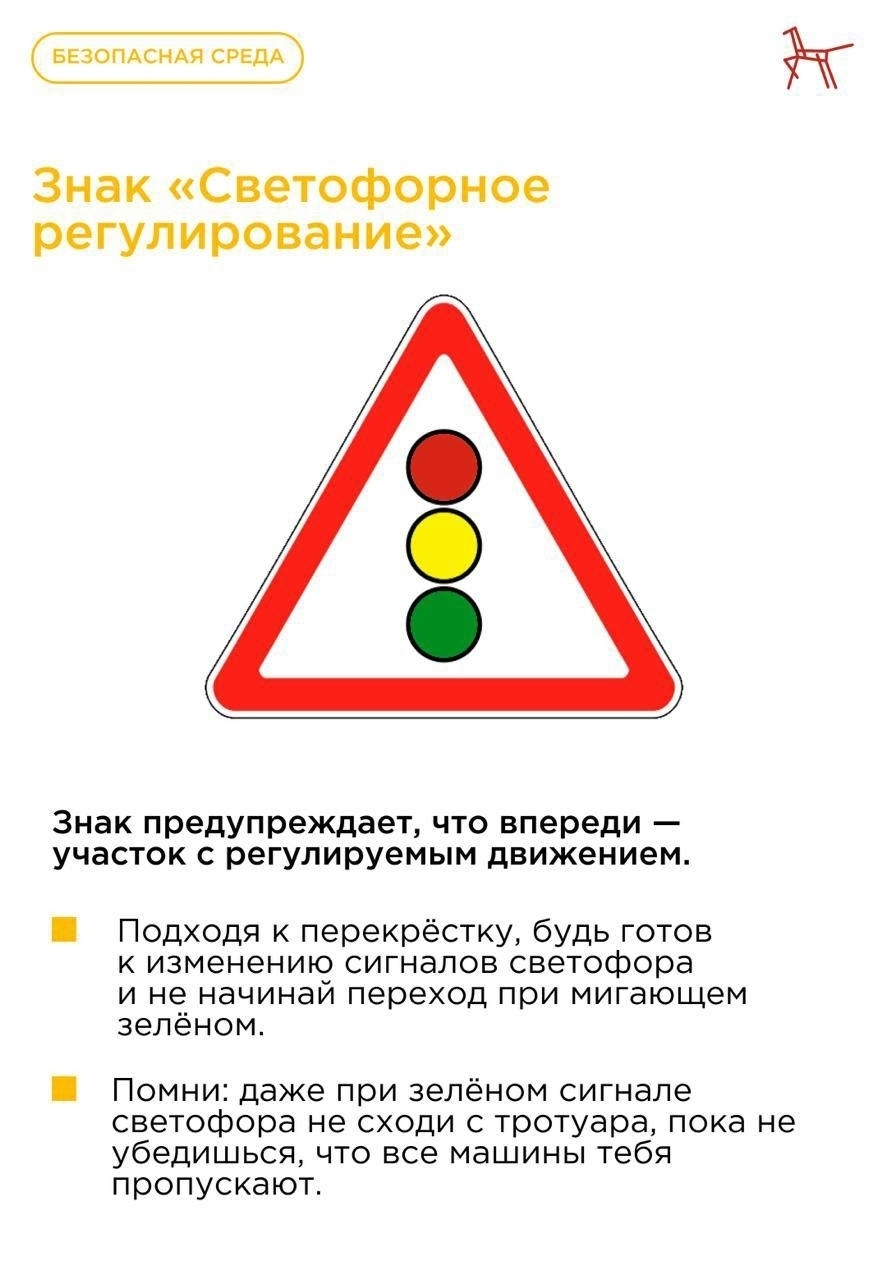 БЕЗОПАСНАЯ СРЕДА
Знак «Светофорное
регулирование»
Знак предупреждает, что впереди —
участок с регулируемым движением.
Подходя к перекрёстку, будь готов
к изменению сигналов светофора
и не начинай переход при мигающем
зелёном.
Помни: даже при зелёном сигнале
светофора не сходи с тротуара, пока не
убедишься, что все машины тебя
пропускают.